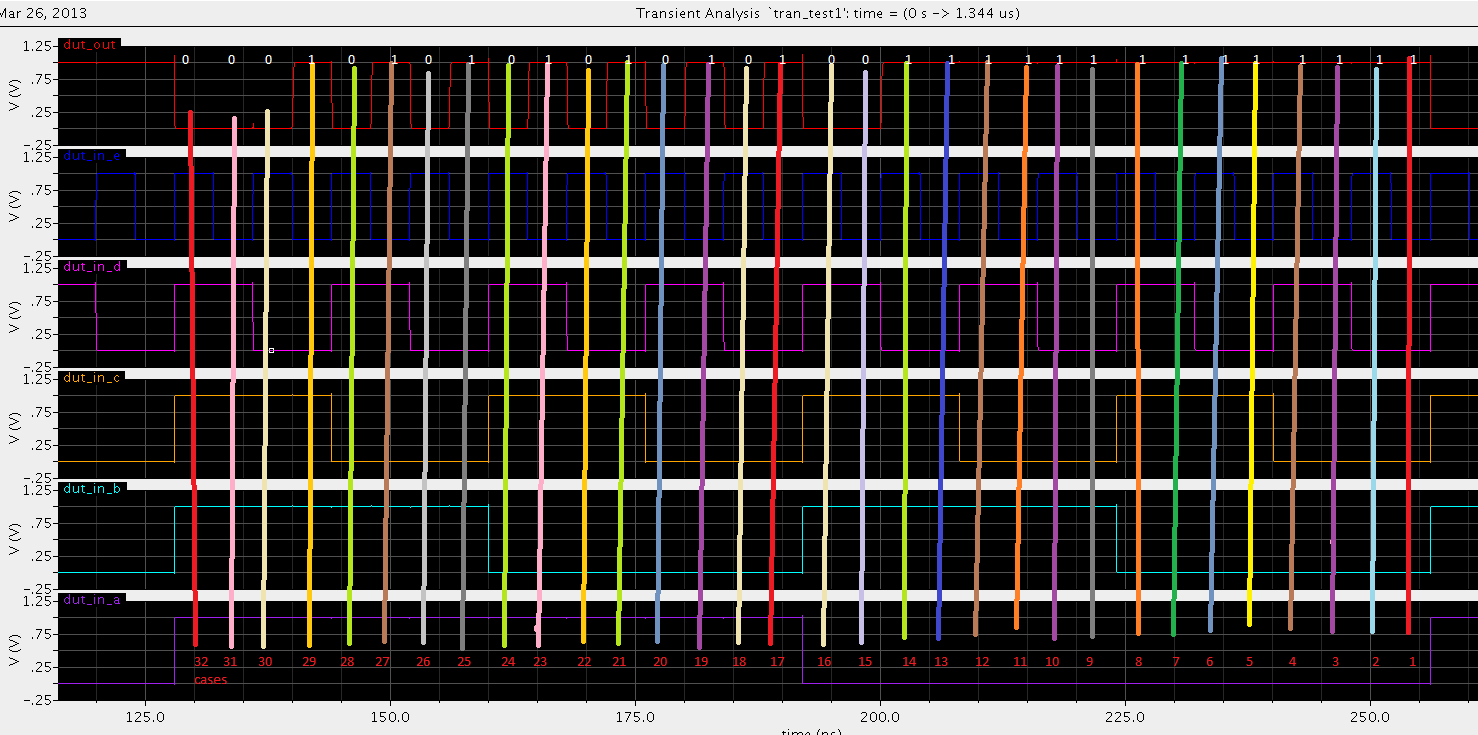 Mar 26, 2013
Transient Analysis `tran_test1': time = (0 s -> 1.344 us)
dut_out
0 0 0 1 0 1 0 1 0 1 0 1 0 1 0 1 0 0 1 1 1 1 1 1 1 1 1 1 1 1 1 1
V (V)
1.25
.75
.25
-.25
dut_in_e
V (V)
1.25
.75
.25
-.25
dut_in_d
V (V)
1.25
.75
.25
-.25
dut_in_c
V (V)
1.25
.75
.25
-.25
dut_in_b
V (V)
1.25
.75
.25
-.25
dut_in_a
V (V)
1.25
.75
.25
-.25
32 31 30 29 28 27 26 25 24 23 22 21 20 19 18 17 16 15 14 13 12 11 10 9 8 7 6 5 4 3 2 1
cases
125.0 150.0 175.0 200.0 225.0 250.0
time (ns)